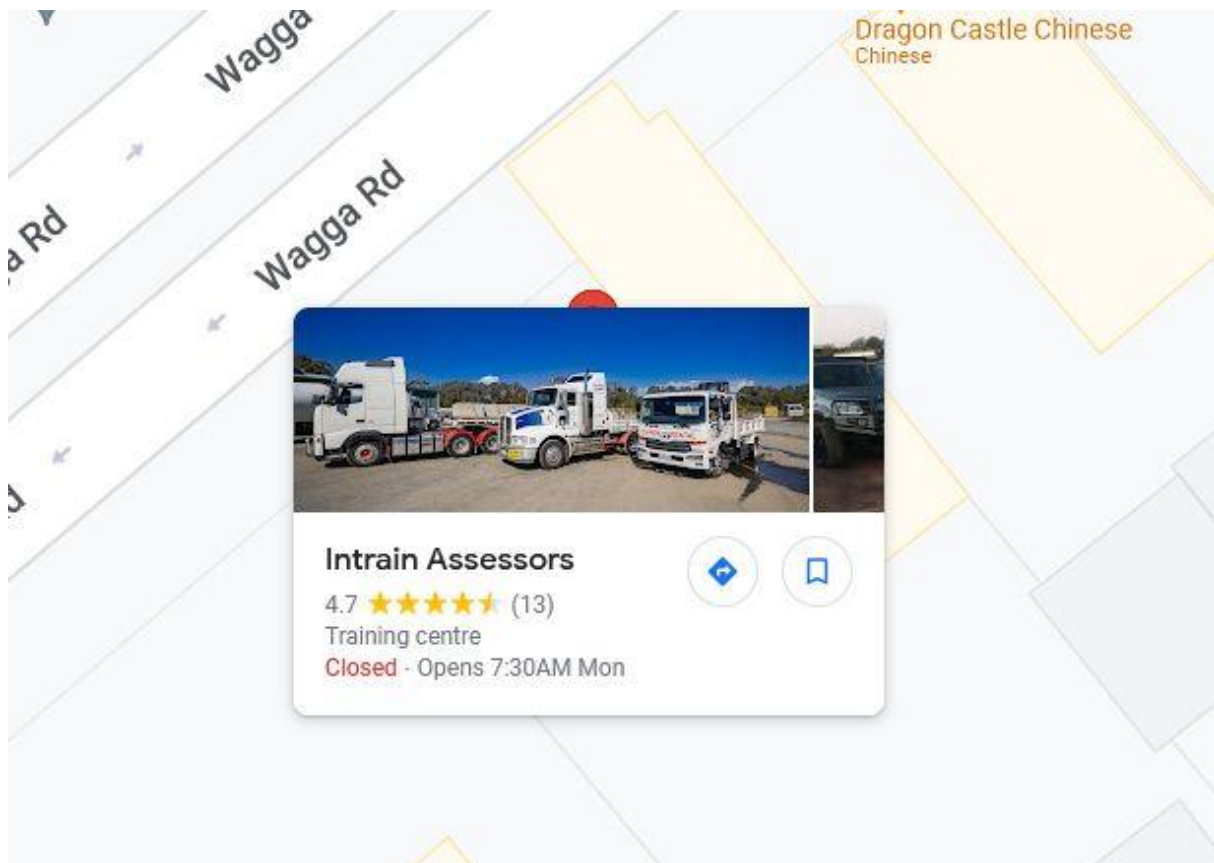 Dragon Castle Chinese
Chinese
Wagga
Wagga Rd
a Rd
d
Intrain Assessors
4.7 (13)
Training centre
Closed · Opens 7:30AM Mon